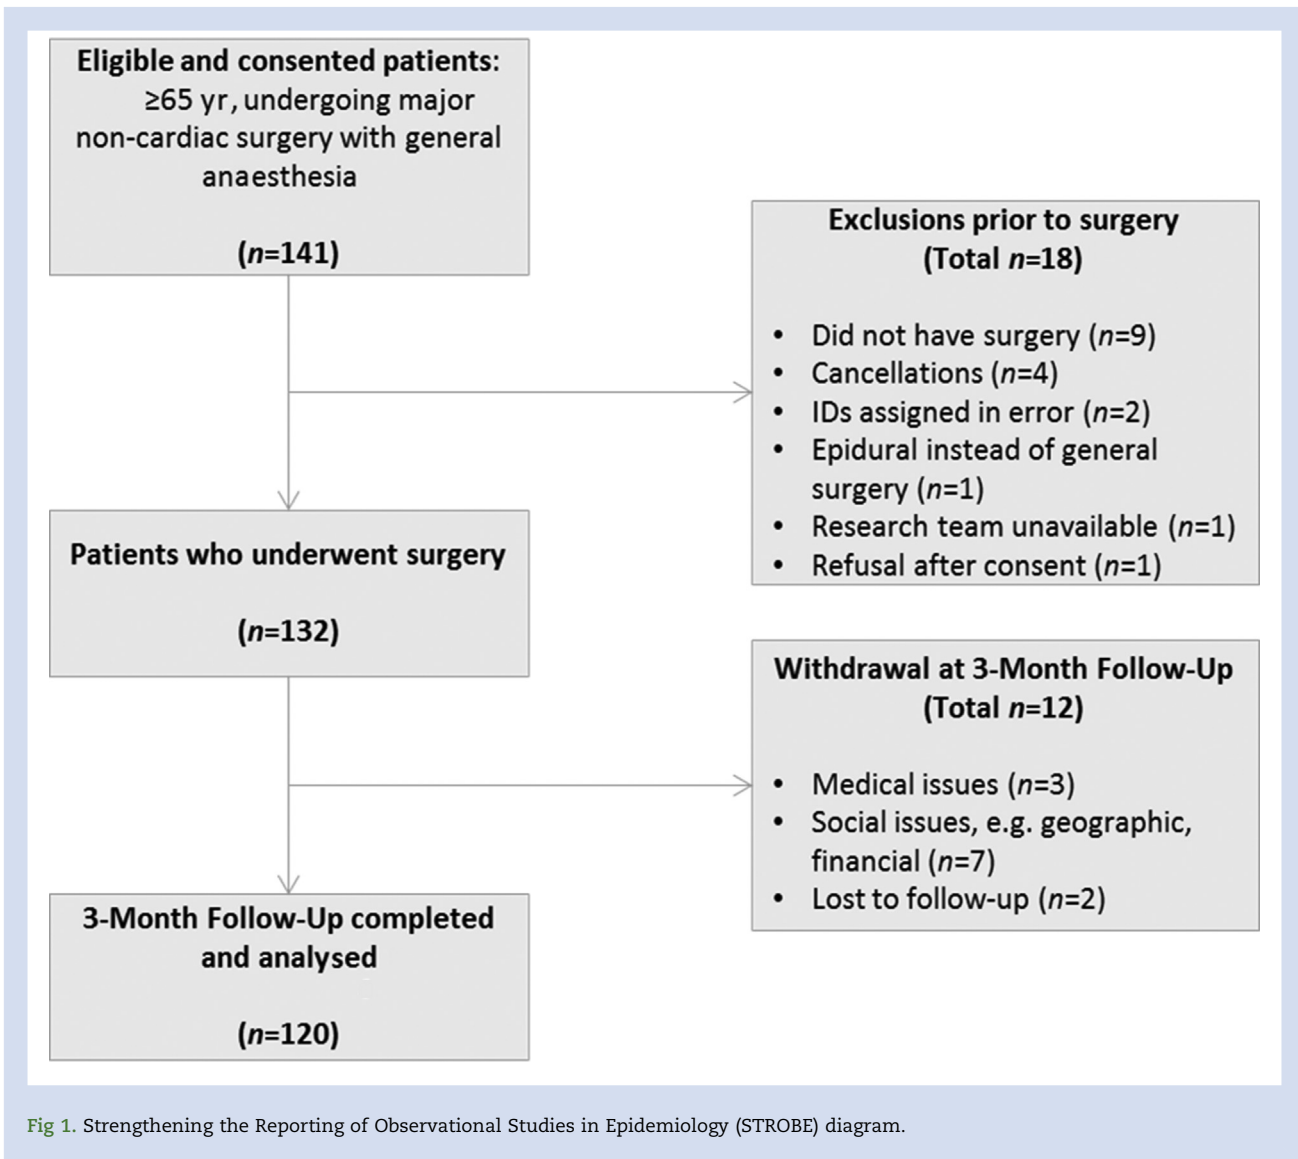 Eligible and consented patients:
≥65 yr, undergoing major
non-cardiac surgery with general
anaesthesia
(n=141)
Exclusions prior to surgery
(Total n=18)
• Did not have surgery (n=9)
• Cancellations (n=4)
• IDs assigned in error (n=2)
• Epidural instead of general
surgery (n=1)
• Research team unavailable (n=1)
• Refusal after consent (n=1)
Patients who underwent surgery
(n=132)
Withdrawal at 3-Month Follow-Up
(Total n=12)
• Medical issues (n=3)
• Social issues, e.g. geographic,
financial (n=7)
• Lost to follow-up (n=2)
3-Month Follow-Up completed
and analysed
(n=120)
Fig 1. Strengthening the Reporting of Observational Studies in Epidemiology (STROBE) diagram.